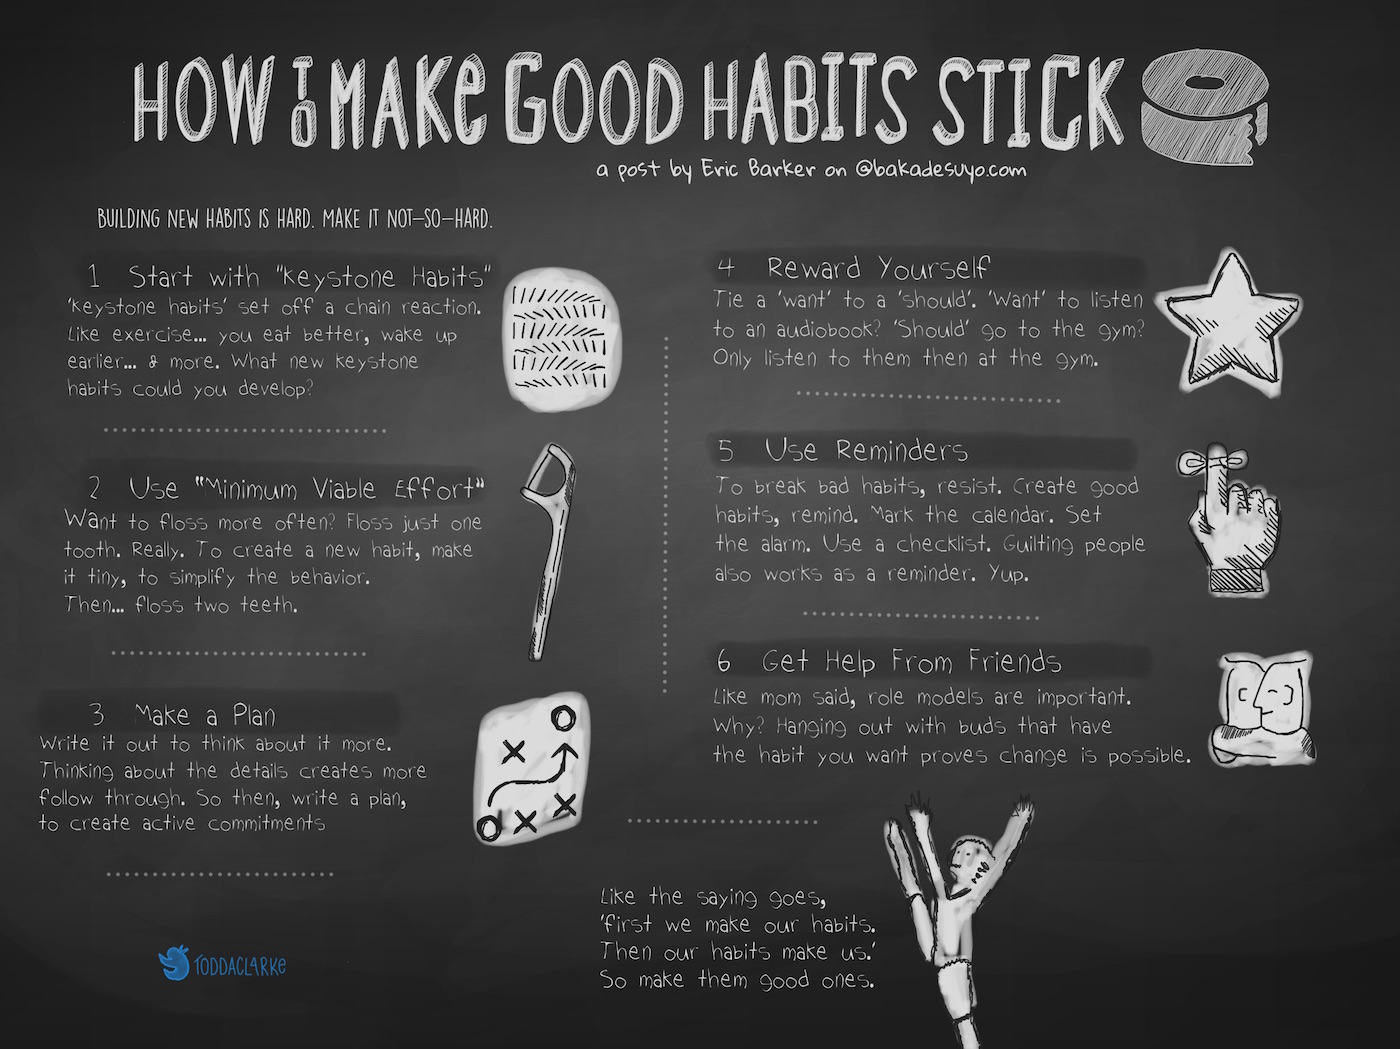 HOW TO MAKE GOOD HABITS STICK
a post by Eric Barker on @bakadesuyo.com
BUILDING NEW HABITS IS HARD. MAKE IT NOT-SO-HARD.
1 Start with "Keystone Habits"
'Keystone habits' set off a chain reaction.
Like exercise... you eat better, wake up
earlier... & more. What new keystone
habits could you develop?
2 Use "Minimum Viable Effort"
Want to floss more often? Floss just one
tooth. Really. To create a new habit, make
it tiny, to simplify the behavior.
Then... floss two teeth.
3 Make a Plan
Write it out to think about it more.
Thinking about the details creates more
follow through. So then, write a plan,
to create active commitments
4 Reward Yourself
Tie a 'want' to a 'should'. 'Want' to listen
to an audiobook? 'Should' go to the gym?
Only listen to them then at the gym.
5 Use Reminders
To break bad habits, resist. Create good
habits, remind. Mark the calendar. Set
the alarm. Use a checklist. Guilting people
also works as a reminder. Yup.
6 Get Help From Friends
Like mom said, role models are important.
Why? Hanging out with buds that have
the habit you want proves change is possible.
Like the saying goes,
'first we make our habits.
Then our habits make us.'
So make them good ones.
TODDACLARKE